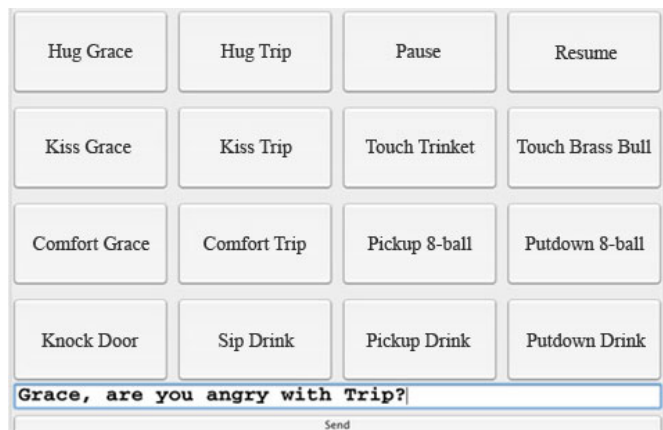 Hug Grace
Hug Trip
Pause
Resume
Kiss Grace
Kiss Trip
Touch Trinket
Touch Brass Bull
Comfort Grace
Comfort Trip
Pickup 8-ball
Putdown 8-ball
Knock Door
Sip Drink
Pickup Drink
Putdown Drink
Grace, are you angry with Trip?
Send